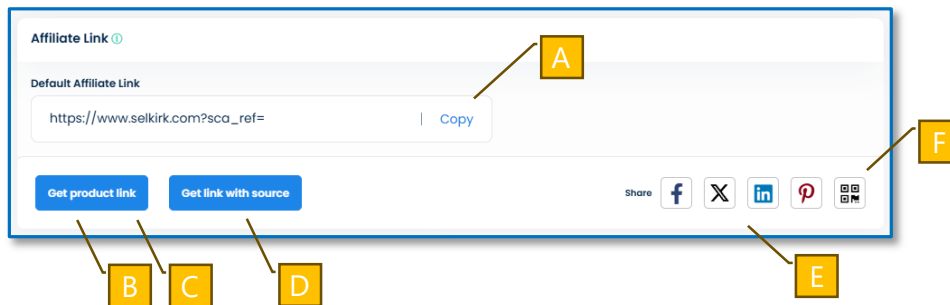 Affiliate Link
A
Default Affiliate Link
https://www.selkirk.com?sca_ref= | Copy
F
Get product link Get link with source Share
B C D E